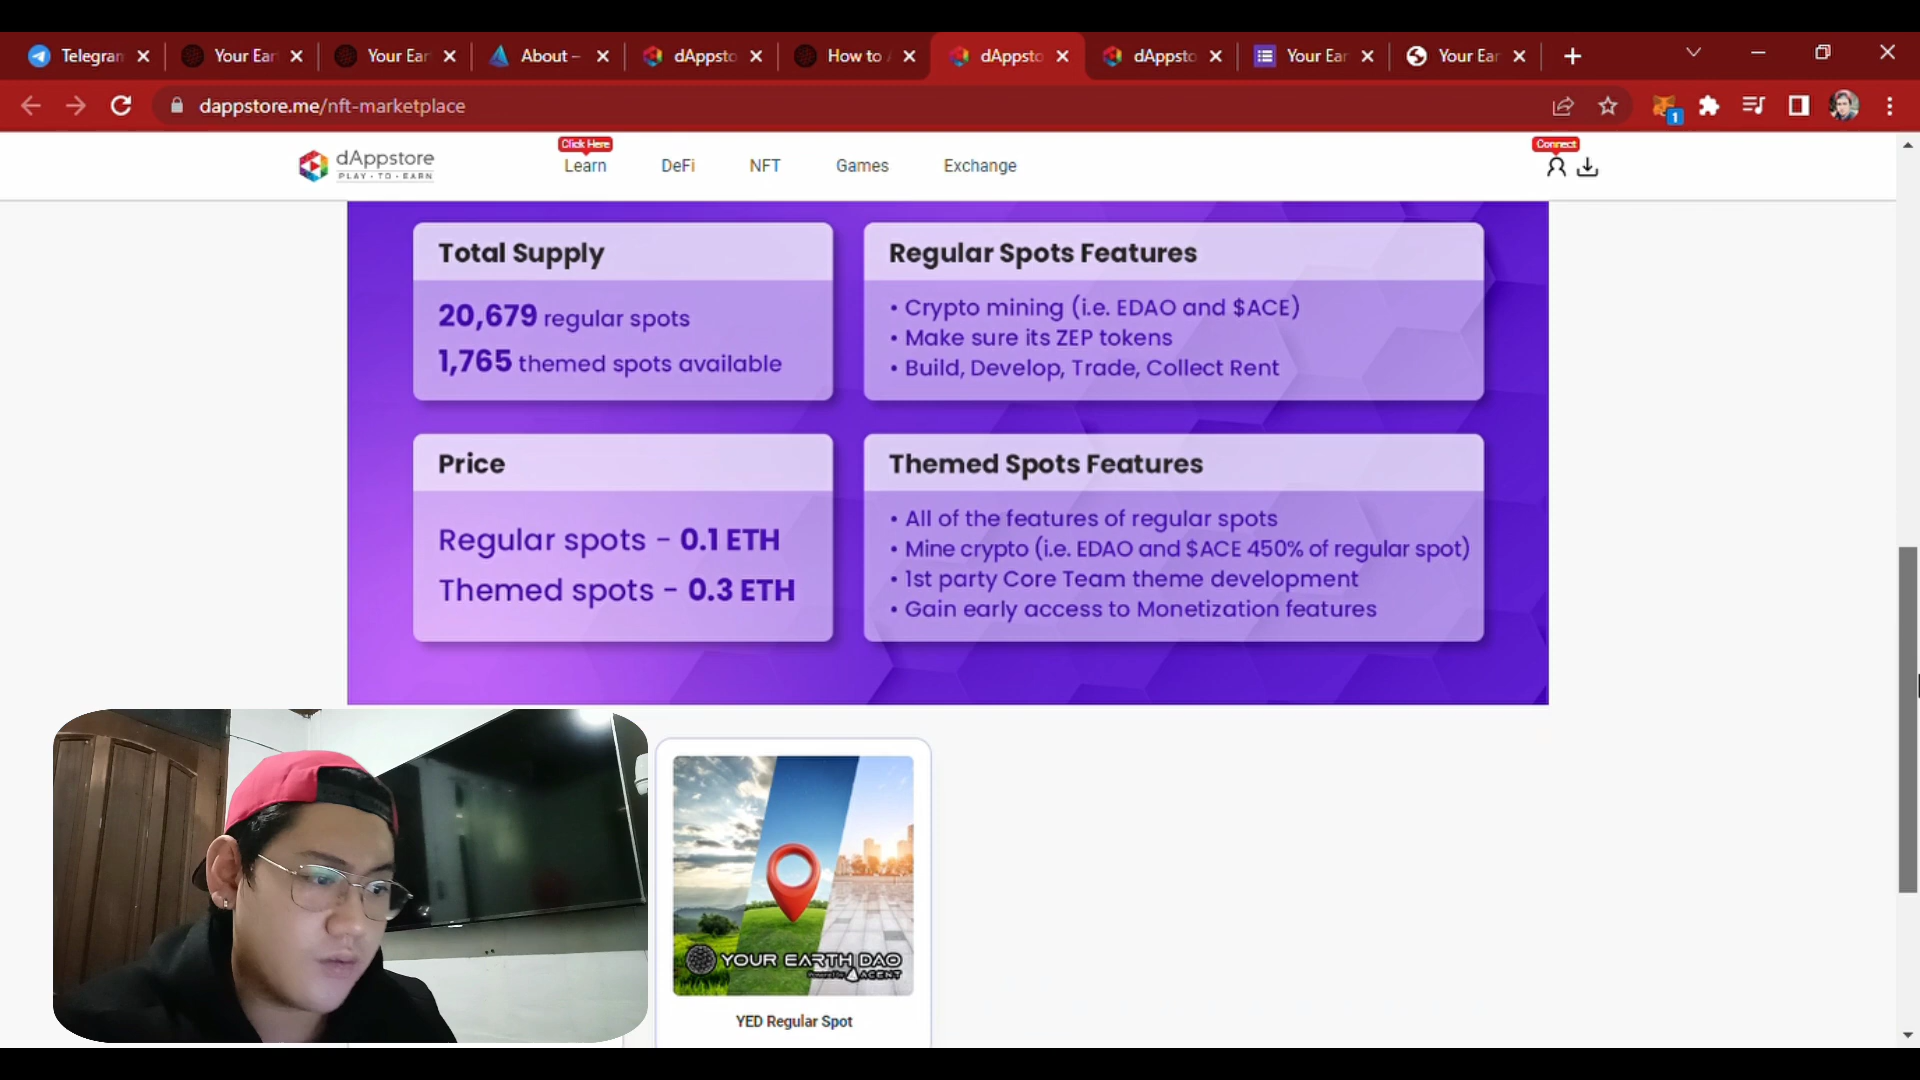 Telegran
Your Ear
Your Ear
About –
dAppsto
How to A
dAppsto
dAppsto
Your Ear
Your Ear
dappstore.me/nft-marketplace
1
dAppstore
PLAY·TO·EARN
Click Here
Learn
DeFi
NFT
Games
Exchange
Connect
Total Supply
20,679 regular spots
1,765 themed spots available
Regular Spots Features
• Crypto mining (i.e. EDAO and $ACE)
• Make sure its ZEP tokens
• Build, Develop, Trade, Collect Rent
Price
Regular spots - 0.1 ETH
Themed spots - 0.3 ETH
Themed Spots Features
• All of the features of regular spots
• Mine crypto (i.e. EDAO and $ACE 450% of regular spot)
• 1st party Core Team theme development
• Gain early access to Monetization features
YOUR EARTH DAO
Powered by AGENT
YED Regular Spot